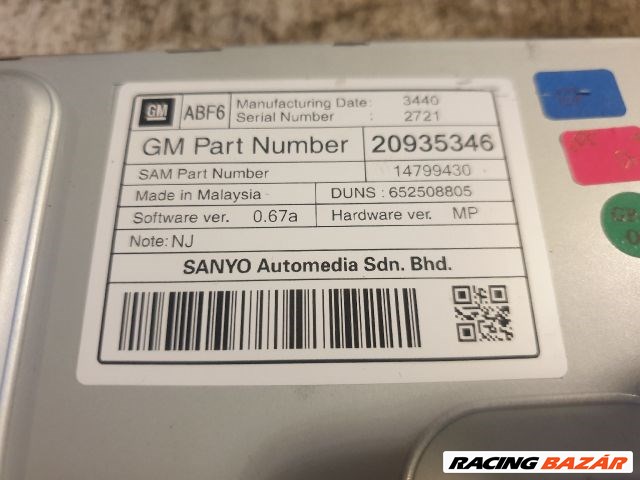 GM ABF6 Manufacturing Date: 3440
Serial Number : 2721
GM Part Number 20935346
SAM Part Number 14799430
Made in Malaysia DUNS : 652508805
Software ver. 0.67a Hardware ver. MP
Note: NJ
SANYO Automedia Sdn. Bhd.
RACING BAZÁR